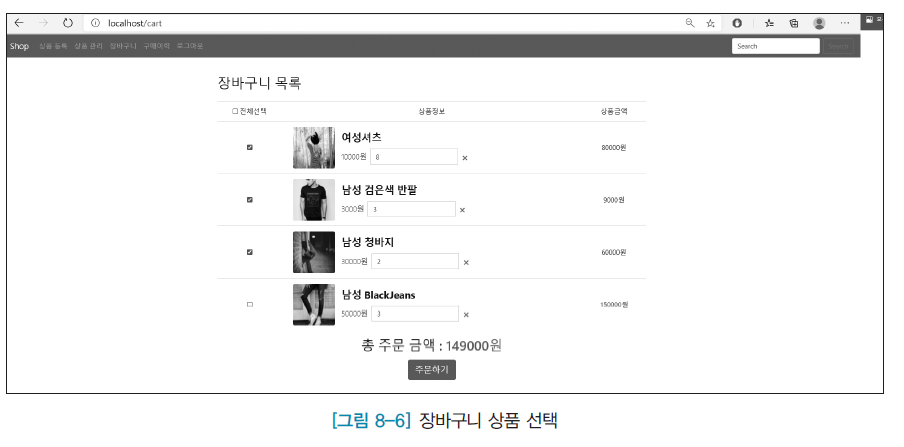 localhost/cart
Shop 상품 등록 상품 관리 장바구니 구매이력 로그아웃 Search Search
장바구니 목록
전체선택 상품정보 상품금액
여성셔츠
10000원 8 80000원
남성 검은색 반팔
3000원 3 9000원
남성 청바지
30000원 2 60000원
남성 BlackJeans
50000원 3 150000원
총 주문 금액 : 149000원
주문하기
[그림 8-6] 장바구니 상품 선택